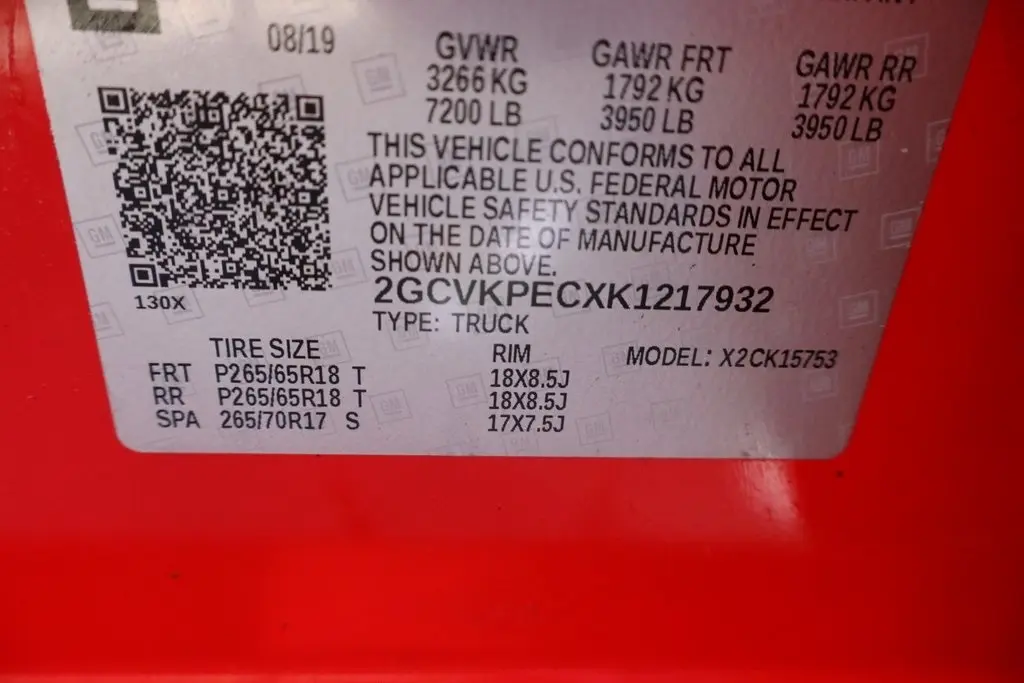 08/19
GVWR GAWR FRT GAWR RR
3266 KG 1792 KG 1792 KG
7200 LB 3950 LB 3950 LB
THIS VEHICLE CONFORMS TO ALL
APPLICABLE U.S. FEDERAL MOTOR
VEHICLE SAFETY STANDARDS IN EFFECT
ON THE DATE OF MANUFACTURE
SHOWN ABOVE.
130X
2GCVKPECXK1217932
TYPE: TRUCK
TIRE SIZE RIM MODEL: X2CK15753
FRT P265/65R18 T 18X8.5J
RR P265/65R18 T 18X8.5J
SPA 265/70R17 S 17X7.5J